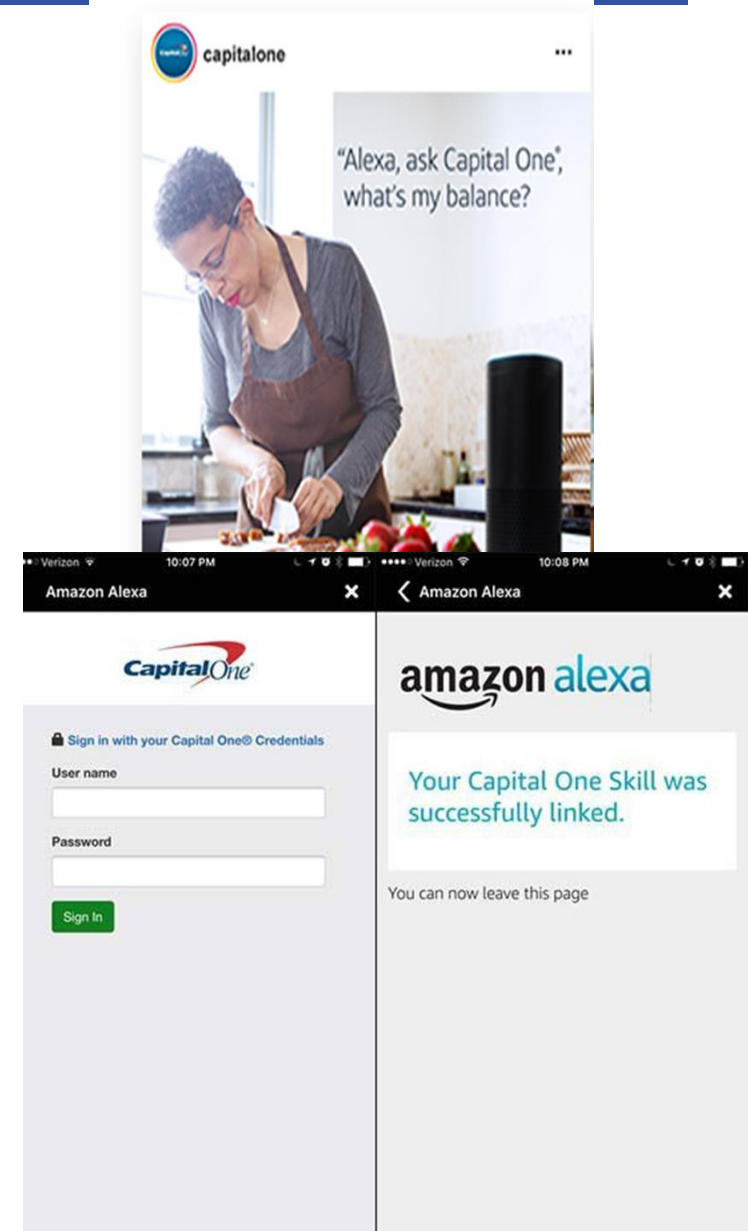 capitalone
"Alexa, ask Capital One®,
what's my balance?
Verizon 10:07 PM
Amazon Alexa
CapitalOne®
Sign in with your Capital One® Credentials
User name
Password
Sign In
Verizon 10:08 PM
Amazon Alexa
amazon alexa
Your Capital One Skill was
successfully linked.
You can now leave this page